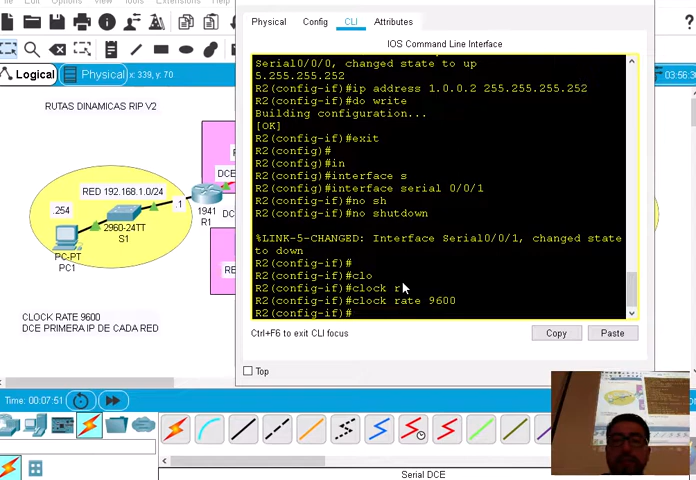 Physical Config CLI Attributes
Logical Physical x: 339, y: 70
IOS Command Line Interface
03:56:3
Serial0/0/0, changed state to up
5.255.255.252
R2(config-if)#ip address 1.0.0.2 255.255.255.252
R2(config-if)#do write
Building configuration...
[OK]
R2(config-if)#exit
R2(config)#
R2(config)#in
R2(config)#interface s
R2(config)#interface serial 0/0/1
R2(config-if)#no sh
R2(config-if)#no shutdown
%LINK-5-CHANGED: Interface Serial0/0/1, changed state
to down
R2(config-if)#
R2(config-if)#clo
R2(config-if)#clock r
R2(config-if)#clock rate 9600
R2(config-if)#
Ctrl+F6 to exit CLI focus
Copy
Paste
Top
RUTAS DINAMICAS RIP V2
DCE
RED 192.168.1.0/24
.254
.1
1941
R1
DC
2960-24TT
S1
PC-PT
PC1
RED
CLOCK RATE 9600
DCE PRIMERA IP DE CADA RED
Time: 00:07:51
Serial DCE